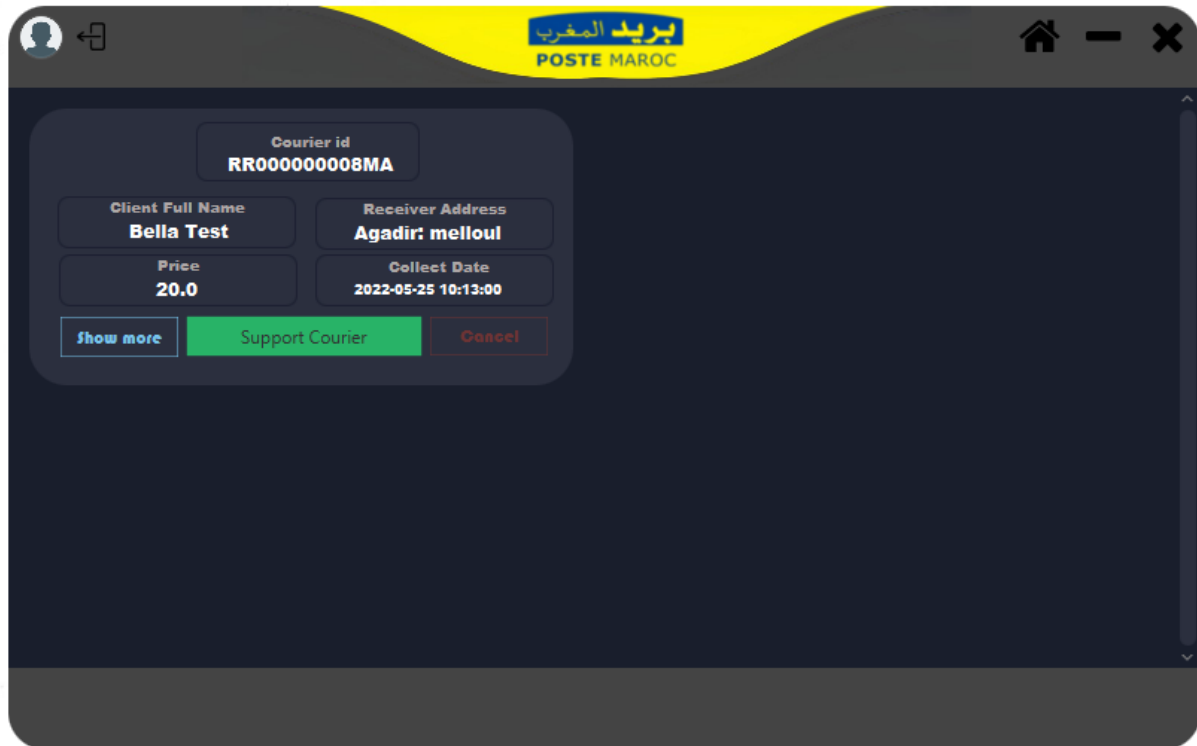 بريد المغرب
POSTE MAROC
Courier id
RR000000008MA
Client Full Name
Bella Test
Receiver Address
Agadir: melloul
Price
20.0
Collect Date
2022-05-25 10:13:00
Show more
Support Courier
Cancel